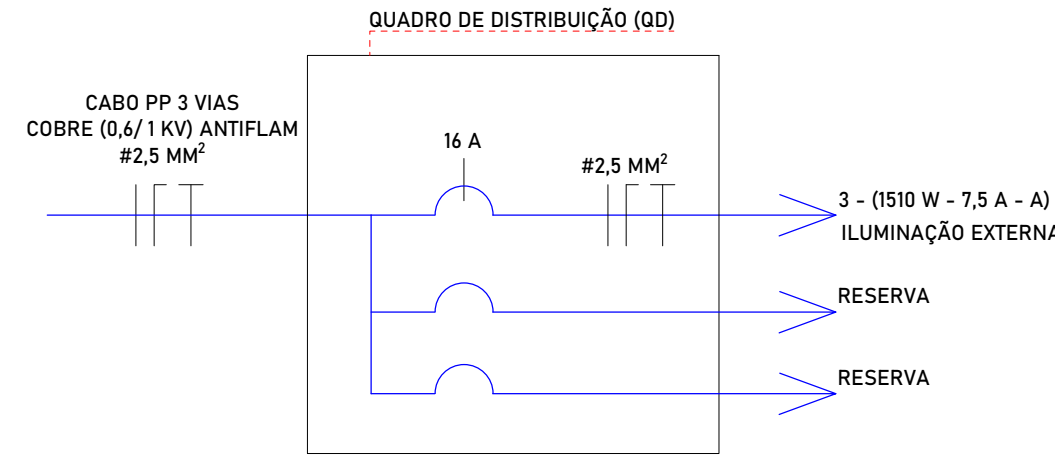 QUADRO DE DISTRIBUIÇÃO (QD)
CABO PP 3 VIAS
COBRE (0,6/ 1 KV) ANTIFLAM
#2,5 MM²
16 A
#2,5 MM²
3 - (1510 W - 7,5 A - A)
ILUMINAÇÃO EXTERNA
RESERVA
RESERVA